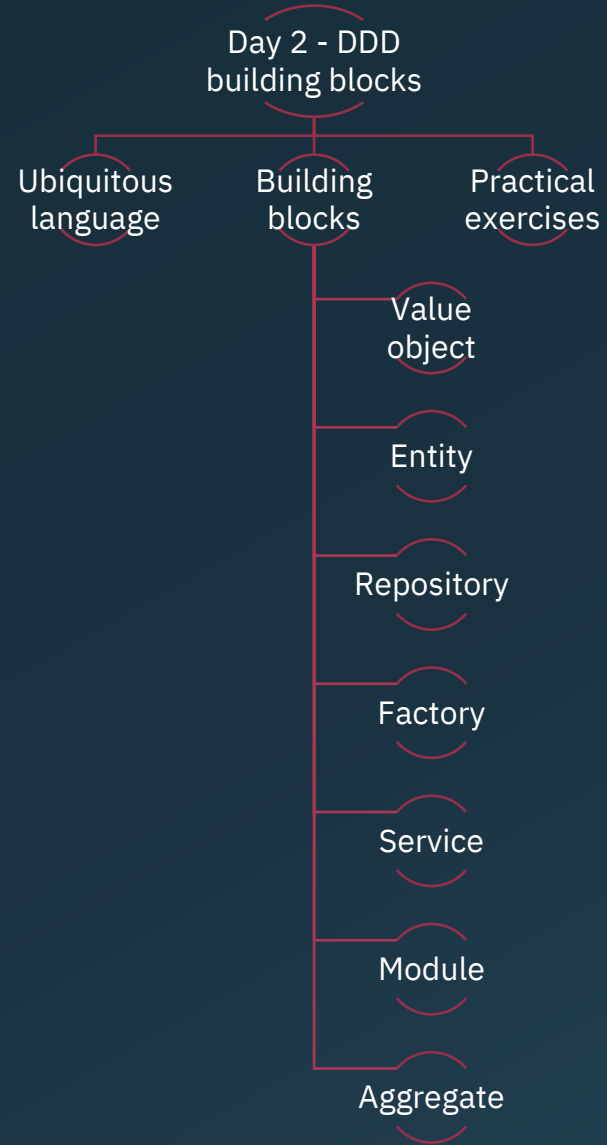 Day 2 - DDD
building blocks
Ubiquitous
language
Building
blocks
Practical
exercises
Value
object
Entity
Repository
Factory
Service
Module
Aggregate